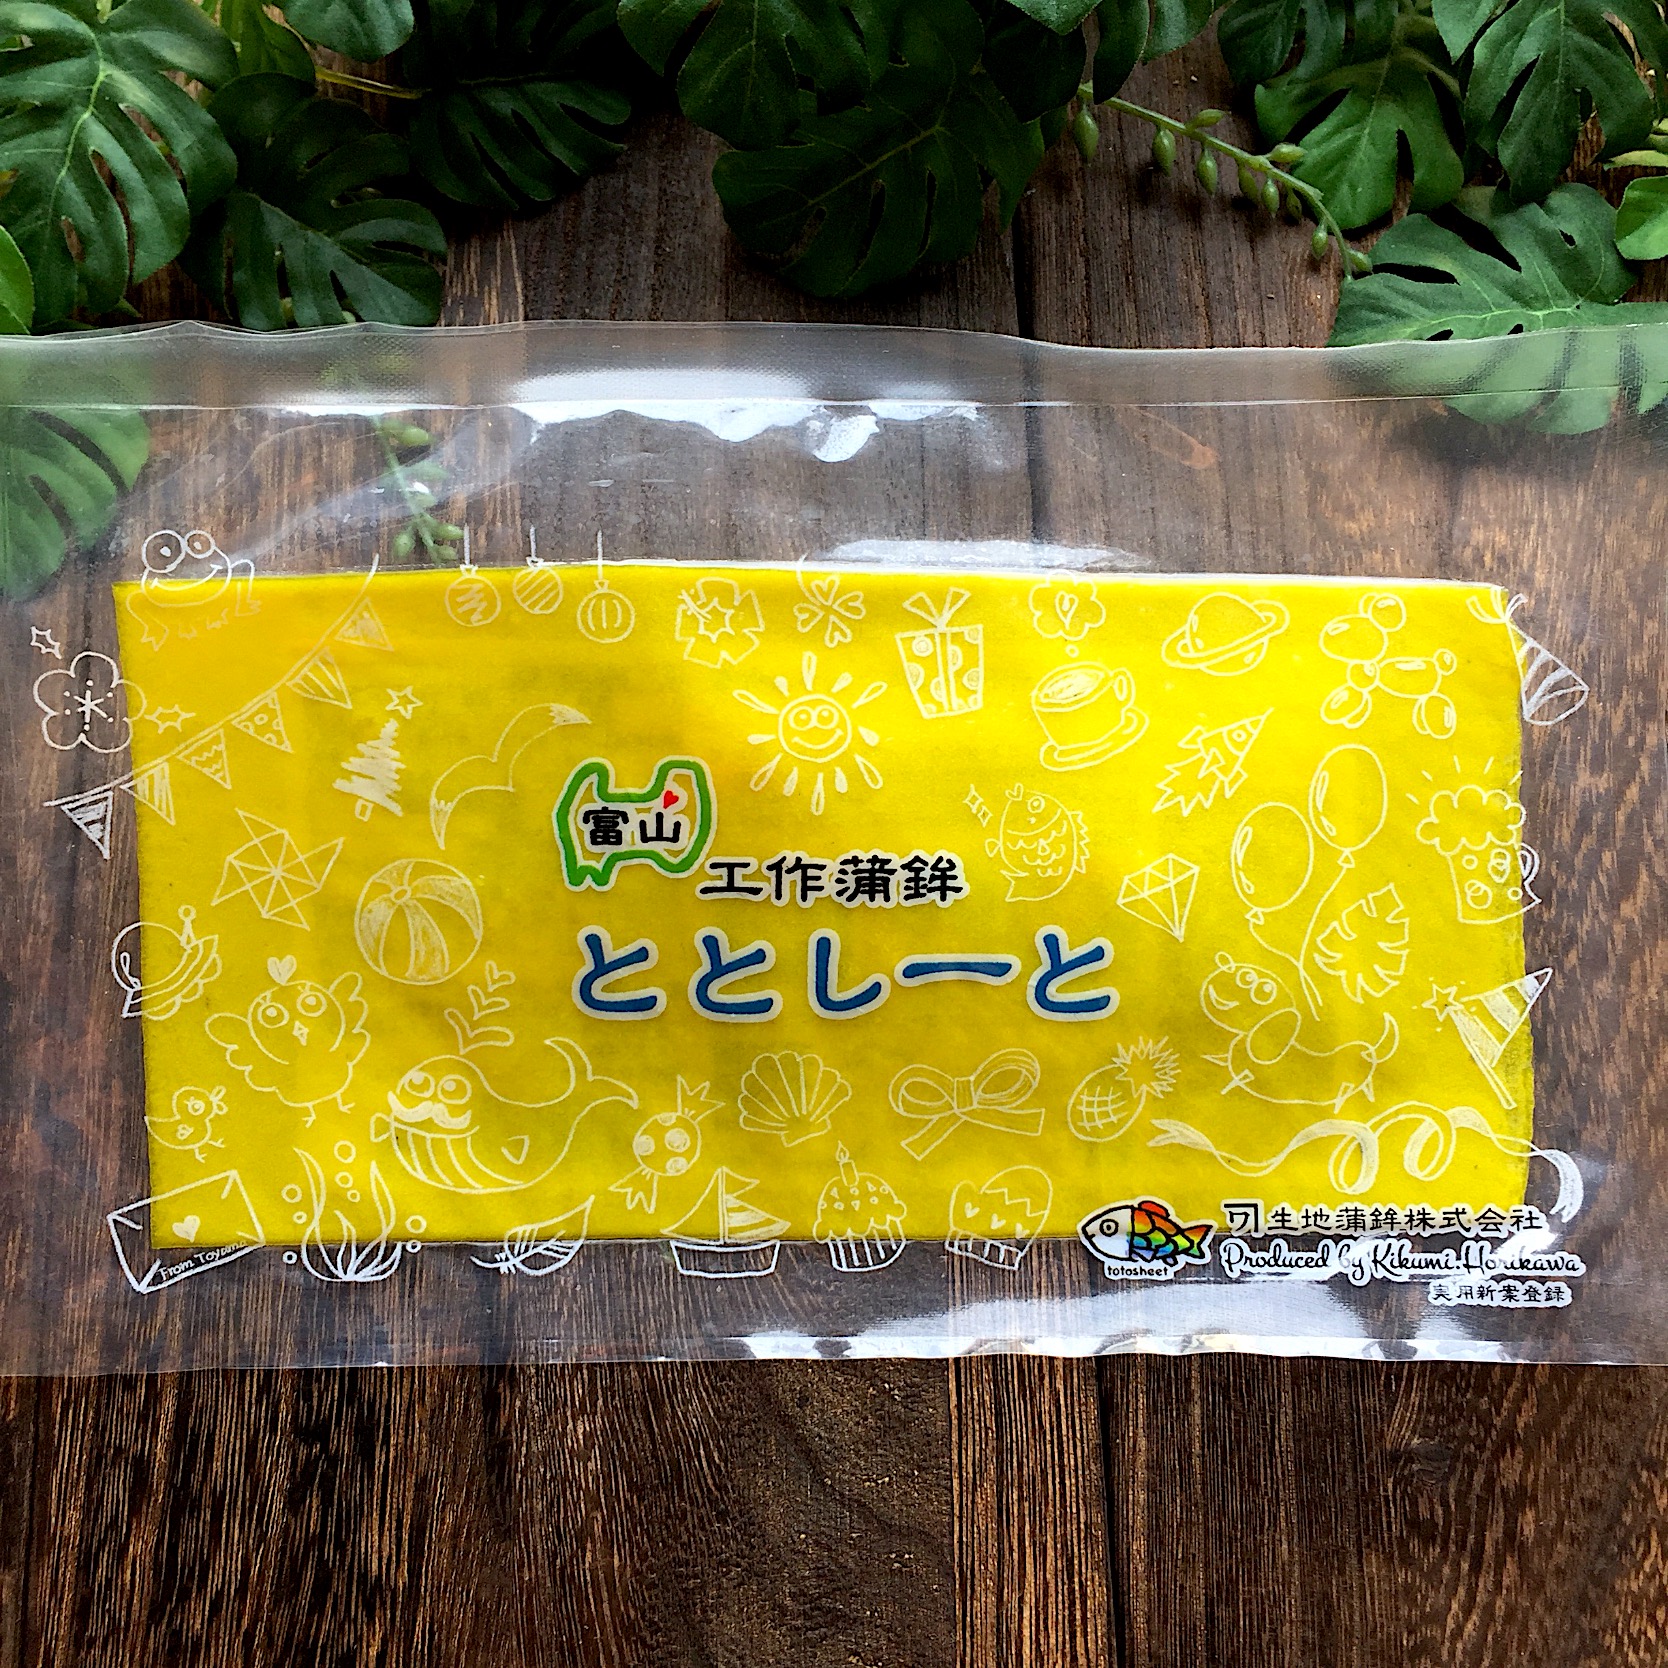 富山
工作蒲鉾
ととしーと
From Toyama
totosheet
生地蒲鉾株式会社
Produced by Kikumi.Horikawa
実用新案登録